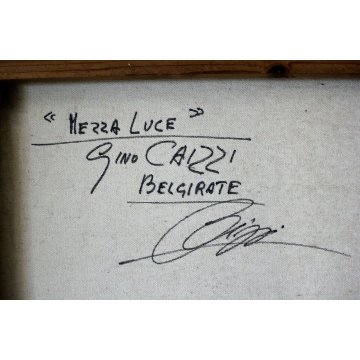 « MEZZA LUCE »
GINO CAIZZI
BELGIRATE